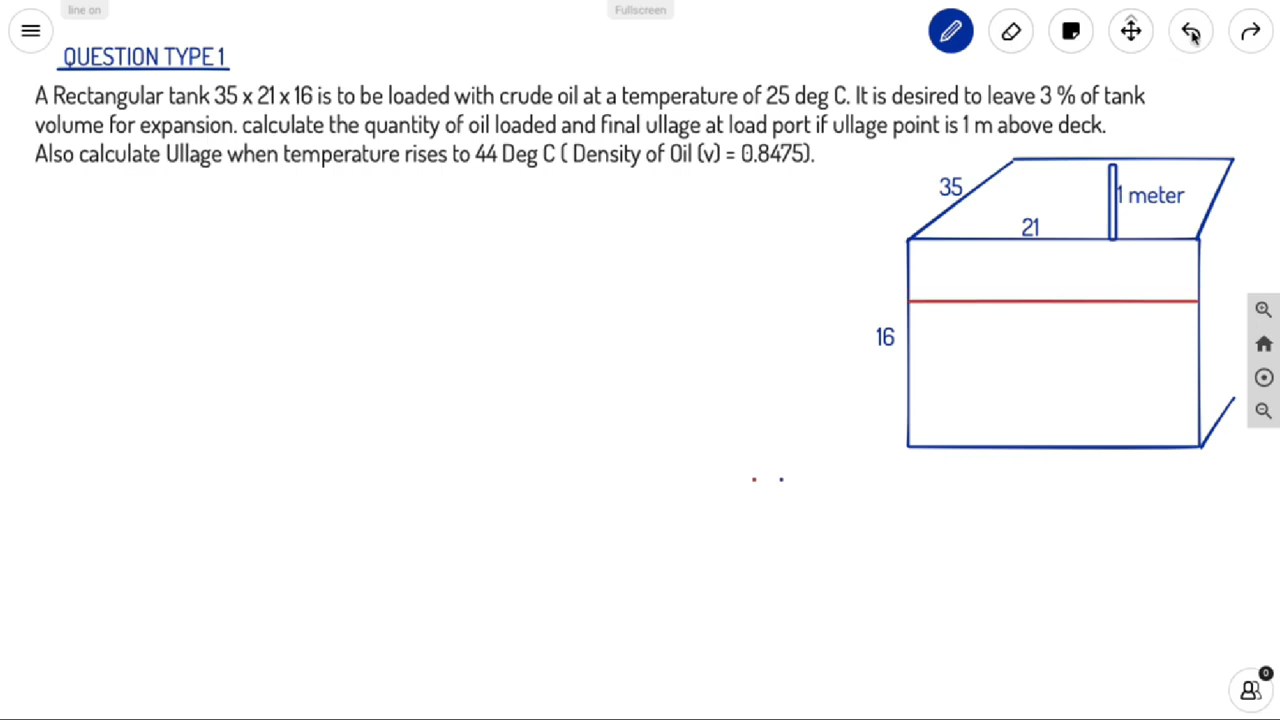 line on
Fullscreen
QUESTION TYPE 1
A Rectangular tank 35 x 21 x 16 is to be loaded with crude oil at a temperature of 25 deg C. It is desired to leave 3 % of tank
volume for expansion. calculate the quantity of oil loaded and final ullage at load port if ullage point is 1 m above deck.
Also calculate Ullage when temperature rises to 44 Deg C ( Density of Oil (v) = 0.8475).
35
1 meter
21
16
0